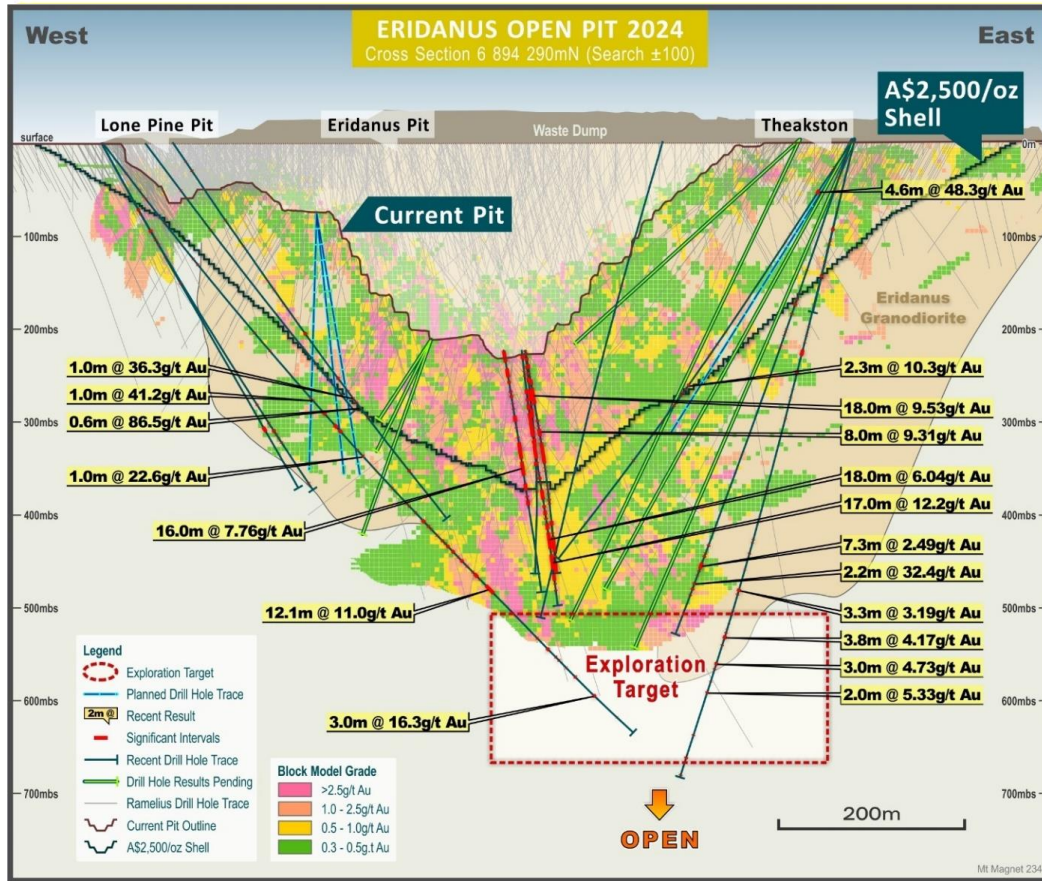 West
ERIDANUS OPEN PIT 2024
Cross Section 6 894 290mN (Search ±100)
East
A$2,500/oz
Shell
Lone Pine Pit
Eridanus Pit
Waste Dump
Theakston
surface
0m
4.6m @ 48.3g/t Au
Current Pit
100mbs
100mbs
Eridanus
Granodiorite
200mbs
200mbs
1.0m @ 36.3g/t Au
2.3m @ 10.3g/t Au
1.0m @ 41.2g/t Au
18.0m @ 9.53g/t Au
0.6m @ 86.5g/t Au
300mbs
300mbs
8.0m @ 9.31g/t Au
1.0m @ 22.6g/t Au
18.0m @ 6.04g/t Au
17.0m @ 12.2g/t Au
400mbs
400mbs
16.0m @ 7.76g/t Au
7.3m @ 2.49g/t Au
2.2m @ 32.4g/t Au
12.1m @ 11.0g/t Au
500mbs
500mbs
3.3m @ 3.19g/t Au
3.8m @ 4.17g/t Au
Exploration
Target
3.0m @ 4.73g/t Au
2.0m @ 5.33g/t Au
600mbs
600mbs
3.0m @ 16.3g/t Au
Legend
Exploration Target
Planned Drill Hole Trace
2m @
Recent Result
Significant Intervals
Recent Drill Hole Trace
Drill Hole Results Pending
Ramelius Drill Hole Trace
Current Pit Outline
A$2,500/oz Shell
Block Model Grade
>2.5g/t Au
1.0 - 2.5g/t Au
0.5 - 1.0g/t Au
0.3 - 0.5g.t Au
700mbs
700mbs
OPEN
200m
Mt Magnet 234